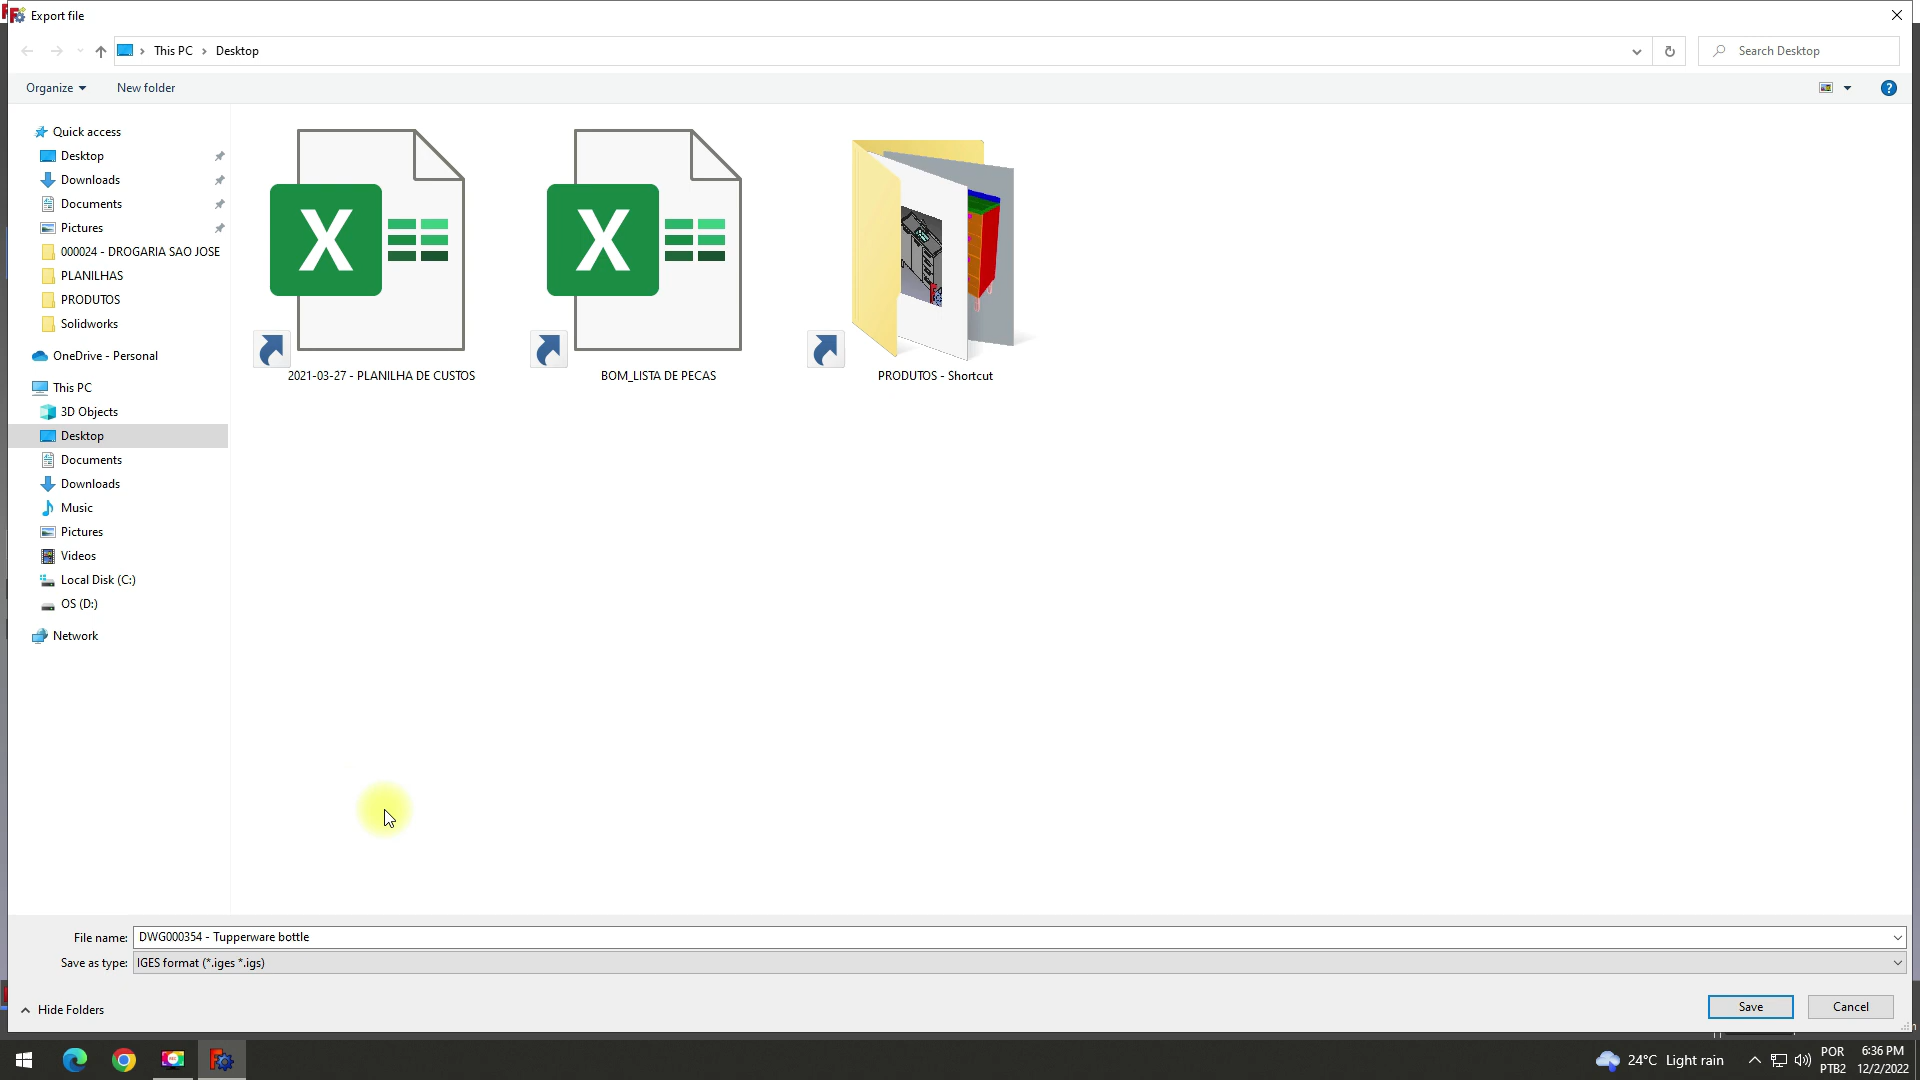 Export file
This PC
Desktop
Search Desktop
Organize
New folder
?
Quick access
Desktop
Downloads
Documents
Pictures
000024 - DROGARIA SAO JOSE
PLANILHAS
PRODUTOS
Solidworks
OneDrive - Personal
This PC
3D Objects
Desktop
Documents
Downloads
Music
Pictures
Videos
Local Disk (C:)
OS (D:)
Network
X
X
2021-03-27 - PLANILHA DE CUSTOS
BOM_LISTA DE PECAS
PRODUTOS - Shortcut
File name: DWG000354 - Tupperware bottle
Save as type: IGES format (*.iges *.igs)
Hide Folders
Save
Cancel
24°C Light rain
POR
PTB2
6:36 PM
12/2/2022